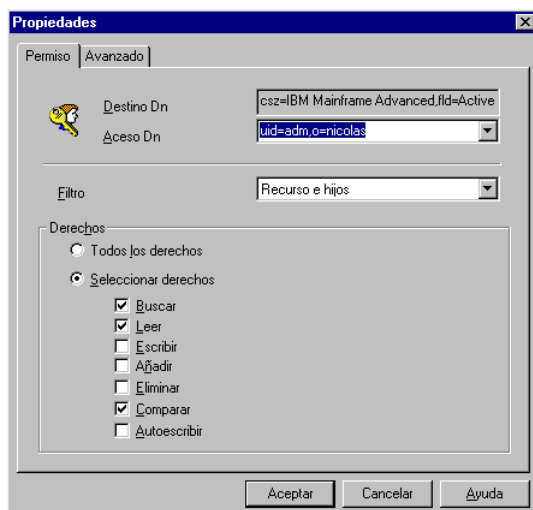 Propiedades
Permiso Avanzado
Destino Dn csz=IBM Mainframe Advanced,fld=Active
Aceso Dn uid=adm,o=nicolas
Filtro Recurso e hijos
Derechos
Todos los derechos
Seleccionar derechos
Buscar
Leer
Escribir
Añadir
Eliminar
Comparar
Autoescribir
Aceptar Cancelar Ayuda